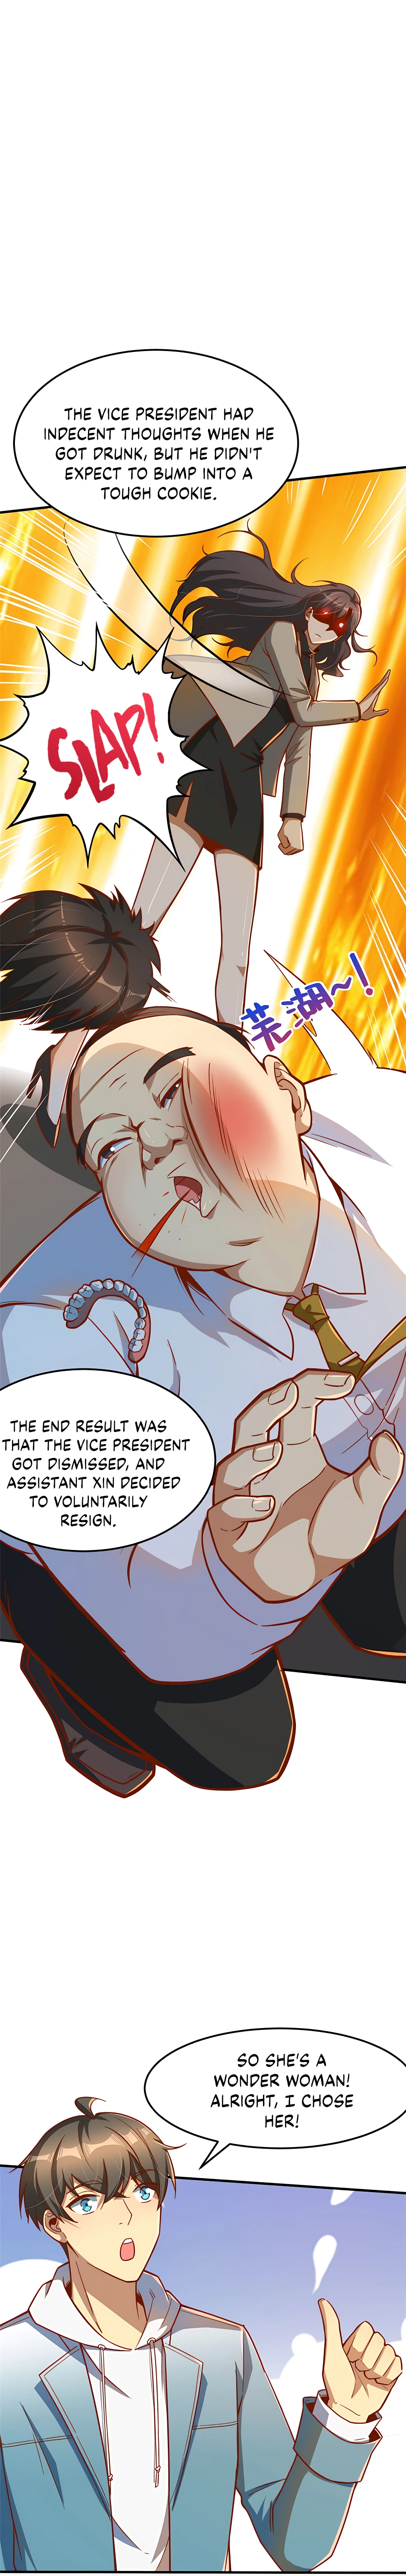 THE VICE PRESIDENT HAD
INDECENT THOUGHTS WHEN HE
GOT DRUNK, BUT HE DIDN'T
EXPECT TO BUMP INTO A
TOUGH COOKIE.
SLAP!
芜湖~!
THE END RESULT WAS
THAT THE VICE PRESIDENT
GOT DISMISSED, AND
ASSISTANT XIN DECIDED
TO VOLUNTARILY
RESIGN.
SO SHE'S A
WONDER WOMAN!
ALRIGHT, I CHOSE
HER!